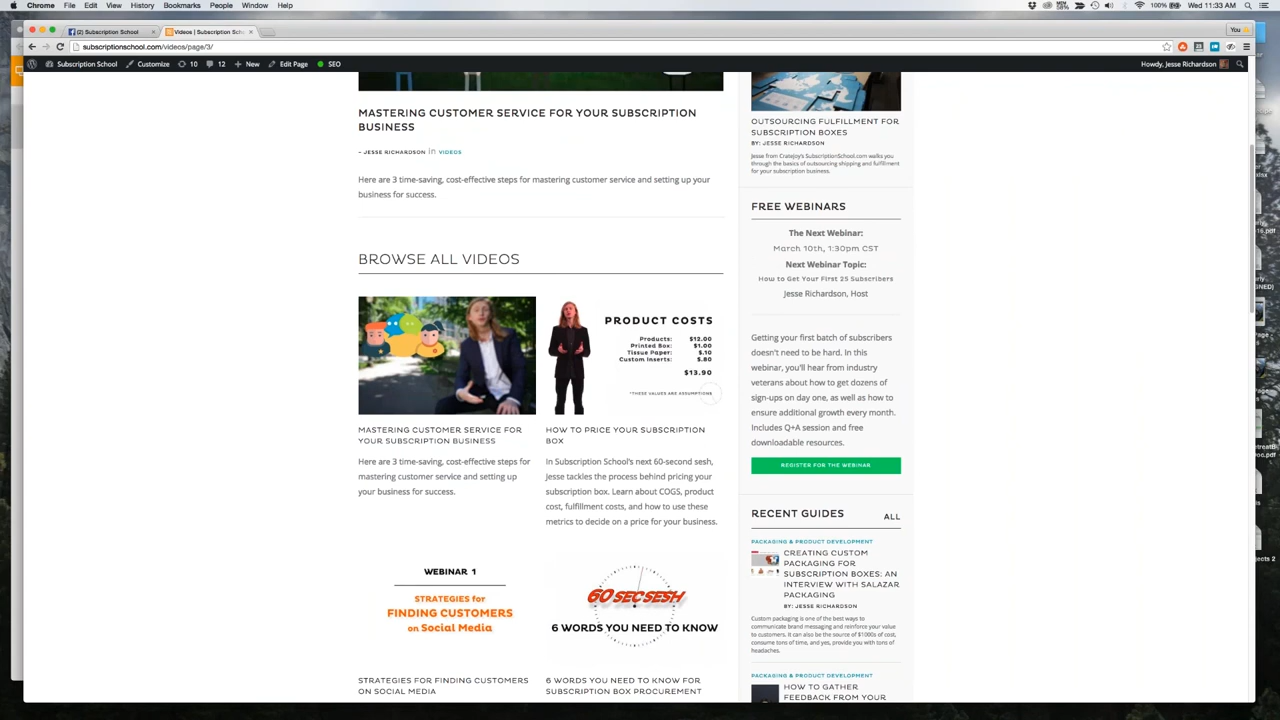 Chrome File Edit View History Bookmarks People Window Help
100% Wed 11:33 AM
(2) Subscription School
Videos | Subscription Sch
You
subscriptionschool.com/videos/page/3/
Subscription School Customize 10 12 New Edit Page SEO
Howdy, Jesse Richardson
MASTERING CUSTOMER SERVICE FOR YOUR SUBSCRIPTION
BUSINESS
- JESSE RICHARDSON in VIDEOS
Here are 3 time-saving, cost-effective steps for mastering customer service and setting up your
business for success.
BROWSE ALL VIDEOS
PRODUCT COSTS
Products: $12.00
Printed Box: $1.00
Tissue Paper: $.10
Custom Inserts: $.80
$13.90
*THESE VALUES ARE ASSUMPTIONS
MASTERING CUSTOMER SERVICE FOR
YOUR SUBSCRIPTION BUSINESS
Here are 3 time-saving, cost-effective steps for
mastering customer service and setting up
your business for success.
HOW TO PRICE YOUR SUBSCRIPTION
BOX
In Subscription School's next 60-second sesh,
Jesse tackles the process behind pricing your
subscription box. Learn about COGS, product
cost, fulfillment costs, and how to use these
metrics to decide on a price for your business.
WEBINAR 1
STRATEGIES for
FINDING CUSTOMERS
on Social Media
60 SEC SESH
6 WORDS YOU NEED TO KNOW
STRATEGIES FOR FINDING CUSTOMERS
ON SOCIAL MEDIA
6 WORDS YOU NEED TO KNOW FOR
SUBSCRIPTION BOX PROCUREMENT
OUTSOURCING FULFILLMENT FOR
SUBSCRIPTION BOXES
BY: JESSE RICHARDSON
Jesse from Cratejoy's SubscriptionSchool.com walks you
through the basics of outsourcing shipping and fulfillment
for your subscription business.
FREE WEBINARS
The Next Webinar:
March 10th, 1:30pm CST
Next Webinar Topic:
How to Get Your First 25 Subscribers
Jesse Richardson, Host
Getting your first batch of subscribers
doesn't need to be hard. In this
webinar, you'll hear from industry
veterans about how to get dozens of
sign-ups on day one, as well as how to
ensure additional growth every month.
Includes Q+A session and free
downloadable resources.
REGISTER FOR THE WEBINAR
RECENT GUIDES
ALL
PACKAGING & PRODUCT DEVELOPMENT
CREATING CUSTOM
PACKAGING FOR
SUBSCRIPTION BOXES: AN
INTERVIEW WITH SALAZAR
PACKAGING
BY: JESSE RICHARDSON
Custom packaging is one of the best ways to
communicate brand messaging and reinforce your value
to customers. It can also be the source of $1000s of cost,
consume tons of time, and yes, provide you with tons of
headaches.
PACKAGING & PRODUCT DEVELOPMENT
HOW TO GATHER
FEEDBACK FROM YOUR